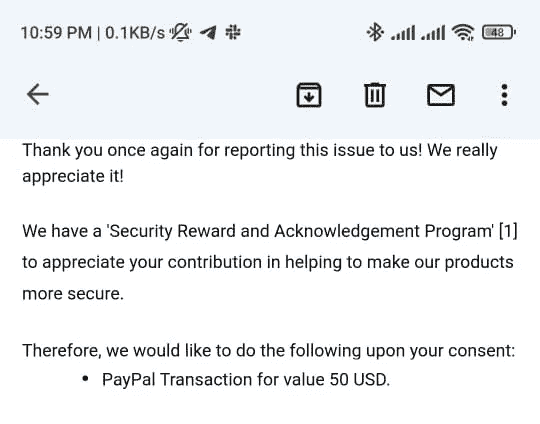 10:59 PM | 0.1KB/s
48
Thank you once again for reporting this issue to us! We really
appreciate it!
We have a 'Security Reward and Acknowledgement Program' [1]
to appreciate your contribution in helping to make our products
more secure.
Therefore, we would like to do the following upon your consent:
• PayPal Transaction for value 50 USD.